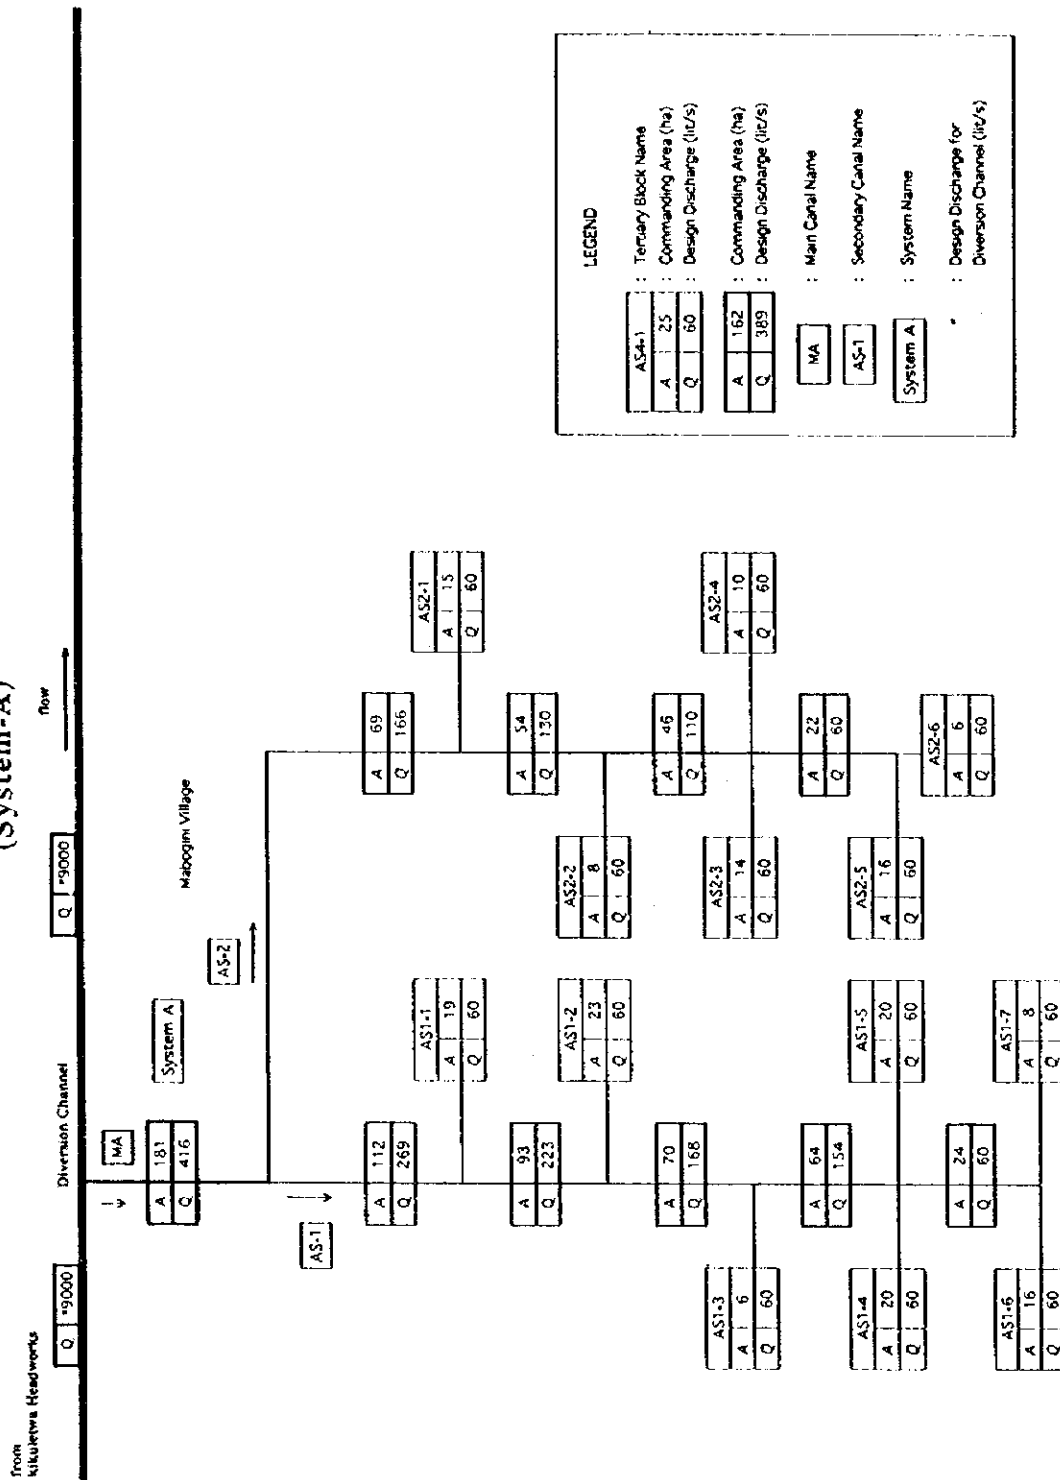 (System-A)
from
Kikuletwa Headworks
Q *9000
Diversion Channel
Q *9000
flow
MA
System A
A 181
Q 416
AS-2
Mabogini Village
AS-1
A 112
Q 269
AS1-1
A 19
Q 60
A 93
Q 223
AS1-2
A 23
Q 60
A 70
Q 168
AS1-3
A 6
Q 60
A 64
Q 154
AS1-4
A 20
Q 60
AS1-5
A 20
Q 60
A 24
Q 60
AS1-6
A 16
Q 60
AS1-7
A 8
Q 60
A 69
Q 166
AS2-1
A 15
Q 60
A 54
Q 130
AS2-2
A 8
Q 60
A 46
Q 110
AS2-3
A 14
Q 60
AS2-4
A 10
Q 60
A 22
Q 60
AS2-5
A 16
Q 60
AS2-6
A 6
Q 60
LEGEND
AS4-1 : Tertiary Block Name
A 25 : Commanding Area (ha)
Q 60 : Design Discharge (lit/s)
A 162 : Commanding Area (ha)
Q 389 : Design Discharge (lit/s)
MA : Main Canal Name
AS-1 : Secondary Canal Name
System A : System Name
* : Design Discharge for
Diversion Channel (lit/s)